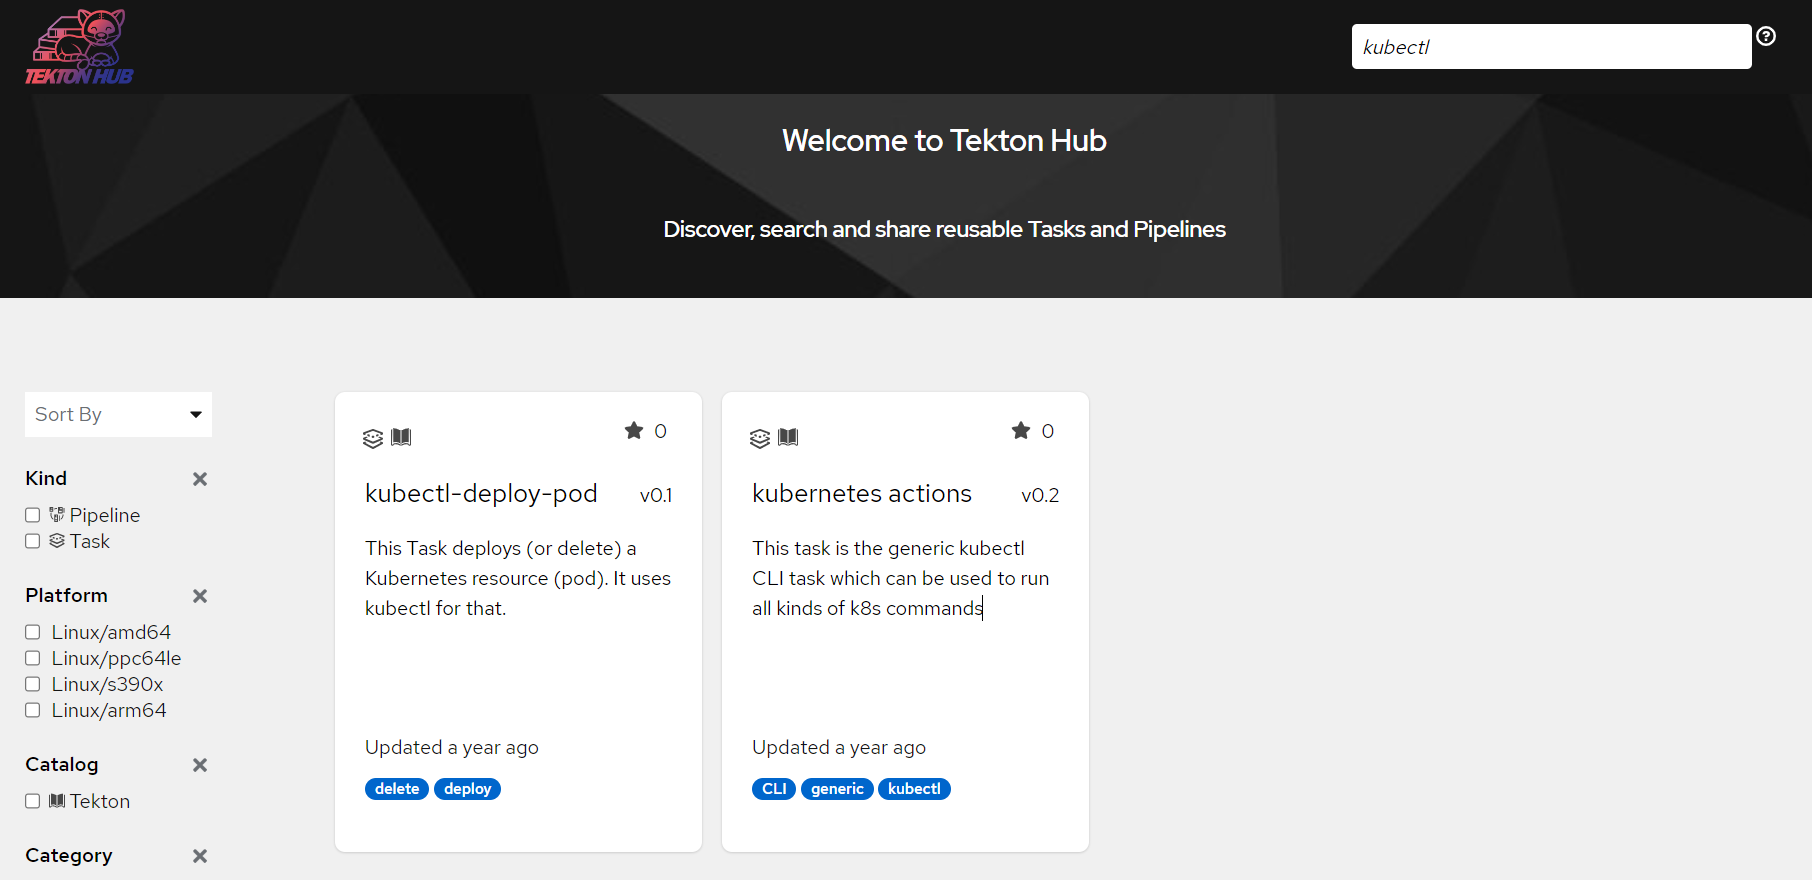 TEKTON HUB
kubectl
Welcome to Tekton Hub
Discover, search and share reusable Tasks and Pipelines
Sort By
Kind
Pipeline
Task
Platform
Linux/amd64
Linux/ppc64le
Linux/s390x
Linux/arm64
Catalog
Tekton
Category
0
kubectl-deploy-pod v0.1
This Task deploys (or delete) a
Kubernetes resource (pod). It uses
kubectl for that.
Updated a year ago
delete deploy
0
kubernetes actions v0.2
This task is the generic kubectl
CLI task which can be used to run
all kinds of k8s commands
Updated a year ago
CLI generic kubectl